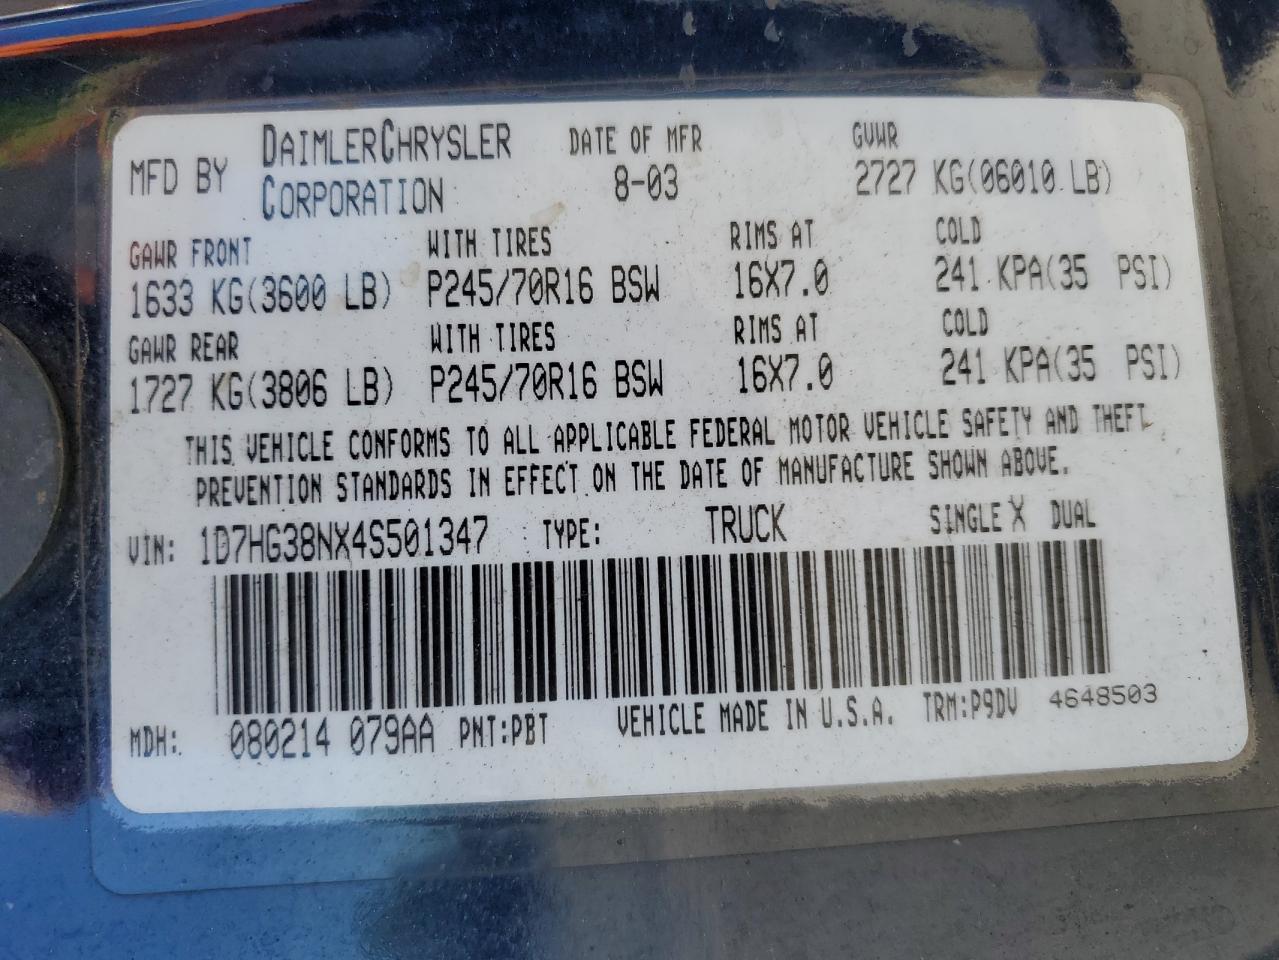 MFD BY DAIMLERCHRYSLER CORPORATION DATE OF MFR 8-03 GVWR 2727 KG(06010 LB)
GAWR FRONT WITH TIRES RIMS AT COLD
1633 KG(3600 LB) P245/70R16 BSW 16X7.0 241 KPA(35 PSI)
GAWR REAR WITH TIRES RIMS AT COLD
1727 KG(3806 LB) P245/70R16 BSW 16X7.0 241 KPA(35 PSI)
THIS VEHICLE CONFORMS TO ALL APPLICABLE FEDERAL MOTOR VEHICLE SAFETY AND THEFT
PREVENTION STANDARDS IN EFFECT ON THE DATE OF MANUFACTURE SHOWN ABOVE.
VIN: 1D7HG38NX4S501347 TYPE: TRUCK SINGLE X DUAL
MDH: 080214 079AA PNT:PBT VEHICLE MADE IN U.S.A. TRM:P9DV 4648503